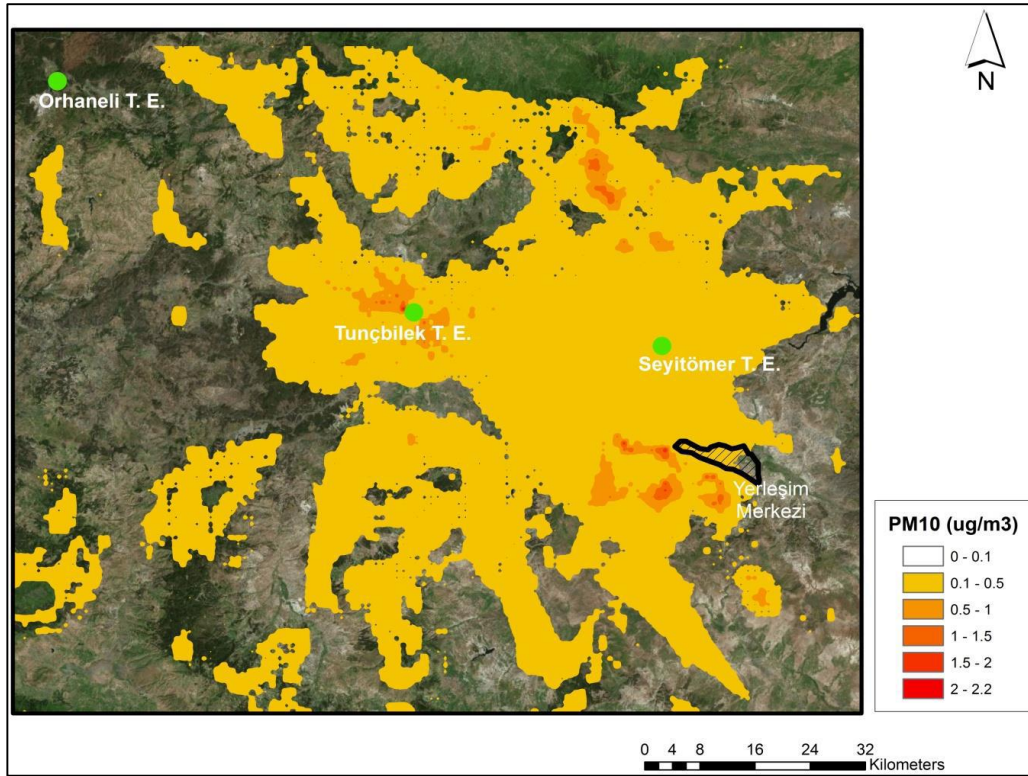 N
Orhaneli T. E.
Tunçbilek T. E.
Seyitömer T. E.
Yerleşim
Merkezi
PM10 (ug/m3)
0 - 0.1
0.1 - 0.5
0.5 - 1
1 - 1.5
1.5 - 2
2 - 2.2
0 2 4 8 16 24 32
Kilometers